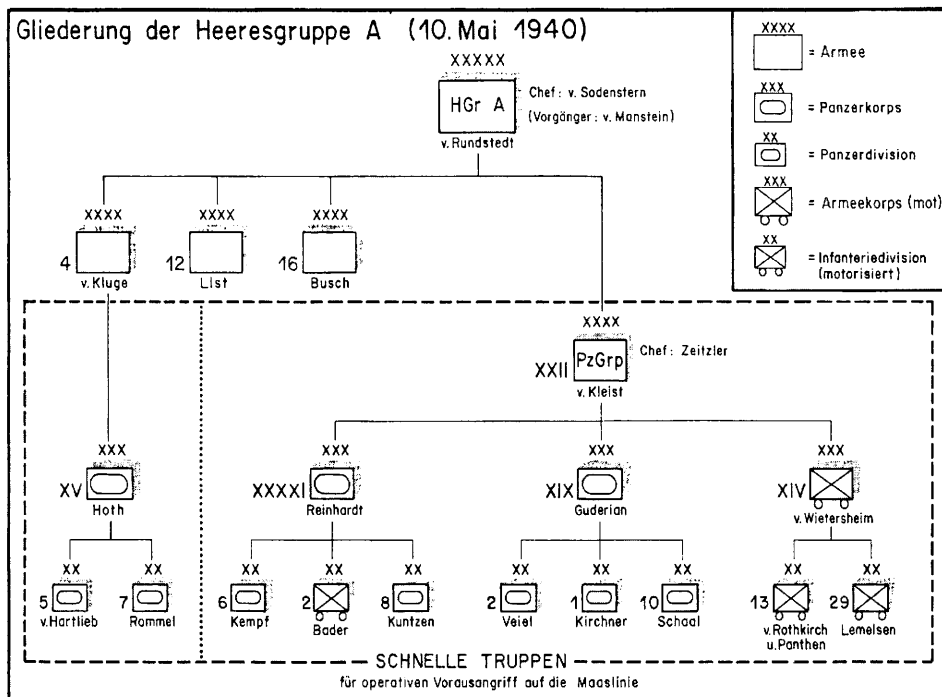 Gliederung der Heeresgruppe A (10. Mai 1940)
XXXXX
HGr A
v. Rundstedt
Chef: v. Sodenstern
(Vorgänger: v. Manstein)
XXXX
= Armee
XXX
= Panzerkorps
XX
= Panzerdivision
XXX
= Armeekorps (mot)
XX
= Infanteriedivision
(motorisiert)
XXXX XXXX XXXX
4 12 16
v. Kluge List Busch
XXXX
XXII PzGrp
v. Kleist
Chef: Zeitzler
XXX XXX XXX XXX
XV XXXXI XIX XIV
Hoth Reinhardt Guderian v. Wietersheim
XX XX XX XX XX XX XX XX XX XX
5 7 6 2 8 2 1 10 13 29
v. Hartlieb Rommel Kempf Bader Kuntzen Veiel Kirchner Schaal v. Rothkirch Lemelsen
u. Panthen
SCHNELLE TRUPPEN
für operativen Vorausangriff auf die Maaslinie